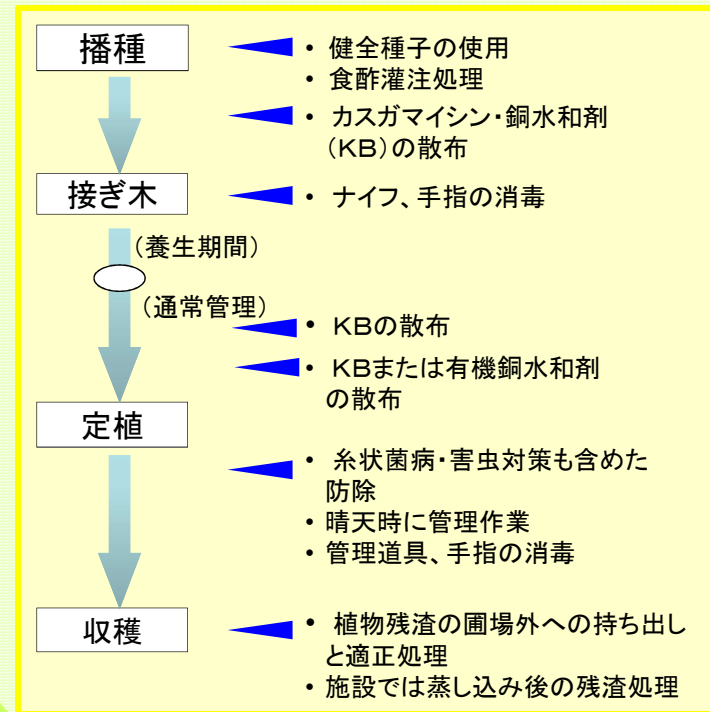 播種
• 健全種子の使用
• 食酢灌注処理
• カスガマイシン・銅水和剤
(KB)の散布
接ぎ木
• ナイフ、手指の消毒
(養生期間)
(通常管理)
• KBの散布
• KBまたは有機銅水和剤
の散布
定植
• 糸状菌病・害虫対策も含めた
防除
• 晴天時に管理作業
• 管理道具、手指の消毒
収穫
• 植物残渣の圃場外への持ち出し
と適正処理
• 施設では蒸し込み後の残渣処理